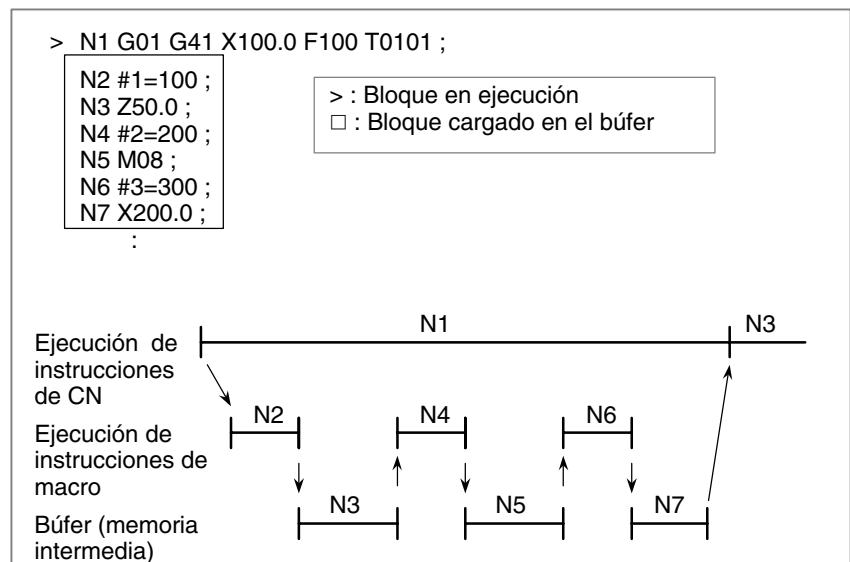 > N1 G01 G41 X100.0 F100 T0101 ;
N2 #1=100 ;
N3 Z50.0 ;
N4 #2=200 ;
N5 M08 ;
N6 #3=300 ;
N7 X200.0 ;
:
> : Bloque en ejecución
□ : Bloque cargado en el búfer
N1
N3
Ejecución de
instrucciones
de CN
N2
N4
N6
Ejecución de
instrucciones de
macro
N3
N5
N7
Búfer (memoria
intermedia)